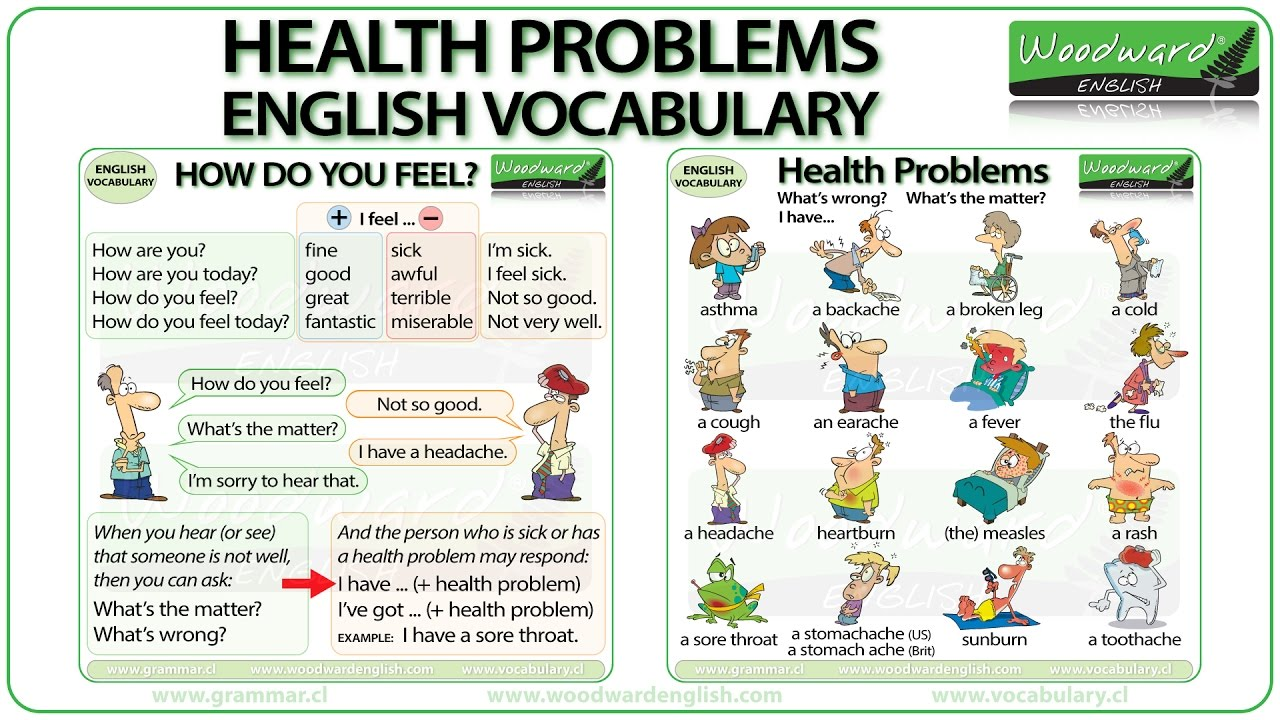 HEALTH PROBLEMS
ENGLISH VOCABULARY
Woodward®
ENGLISH
ENGLISH
VOCABULARY
HOW DO YOU FEEL?
Woodward
ENGLISH
+ I feel ... −
How are you?
How are you today?
How do you feel?
How do you feel today?
fine
good
great
fantastic
sick
awful
terrible
miserable
I'm sick.
I feel sick.
Not so good.
Not very well.
How do you feel?
Not so good.
What's the matter?
I have a headache.
I'm sorry to hear that.
When you hear (or see)
that someone is not well,
then you can ask:
What's the matter?
What's wrong?
And the person who is sick or has
a health problem may respond:
I have ... (+ health problem)
I've got ... (+ health problem)
EXAMPLE: I have a sore throat.
www.grammar.cl www.woodwardenglish.com www.vocabulary.cl
ENGLISH
VOCABULARY
Health Problems
Woodward
ENGLISH
What's wrong? What's the matter?
I have...
asthma a backache a broken leg a cold
a cough an earache a fever the flu
a headache heartburn (the) measles a rash
a sore throat
a stomachache (US)
a stomach ache (Brit)
sunburn a toothache
www.grammar.cl www.woodwardenglish.com www.vocabulary.cl
www.grammar.cl www.woodwardenglish.com www.vocabulary.cl